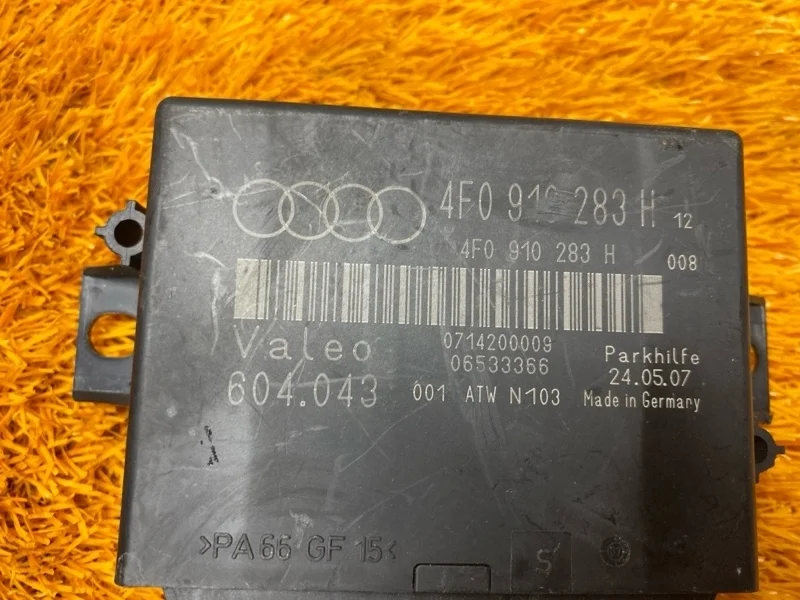 4F0 910 283 H 12
4F0 910 283 H 008
Valeo 0714200009
06533366 Parkhilfe
604.043 001 ATW N103 24.05.07
Made in Germany
>PA66 GF 15<
S